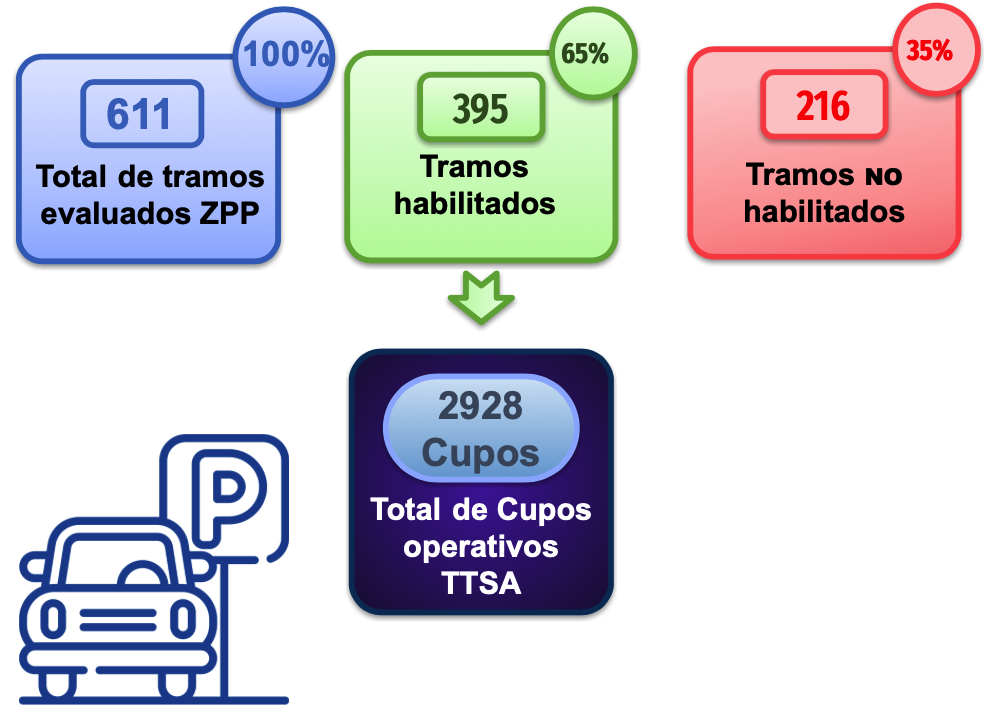 100%
611
Total de tramos
evaluados ZPP
65%
395
Tramos
habilitados
35%
216
Tramos NO
habilitados
2928
Cupos
Total de Cupos
operativos
TTSA
P